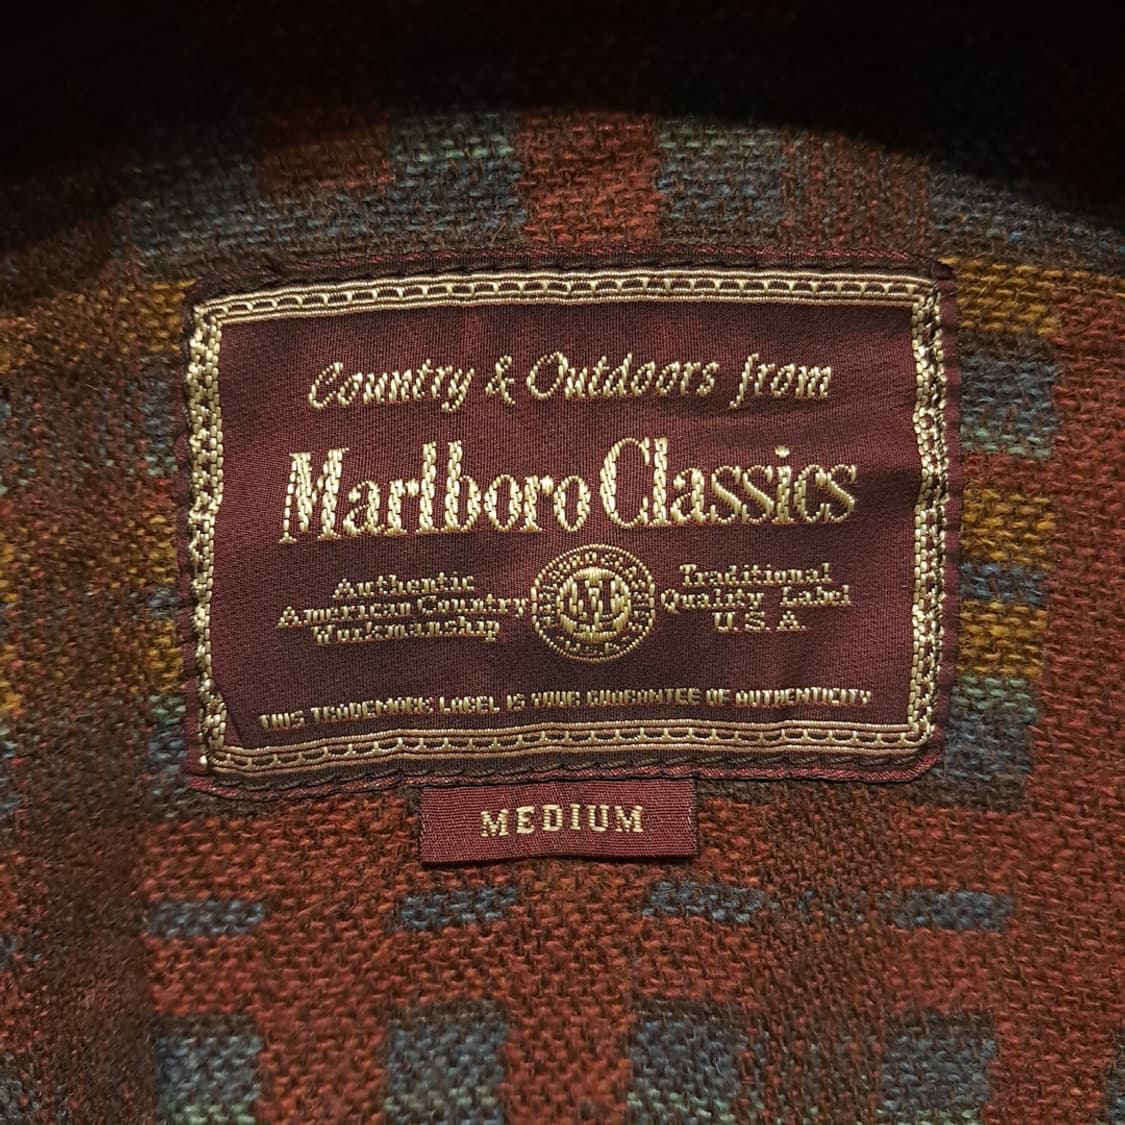 Country & Outdoors from
Marlboro Classics
Authentic
American Country
Workmanship
Traditional
Quality Label
U.S.A
THIS TRADEMARK LABEL IS YOUR GUARANTEE OF AUTHENTICITY
MEDIUM